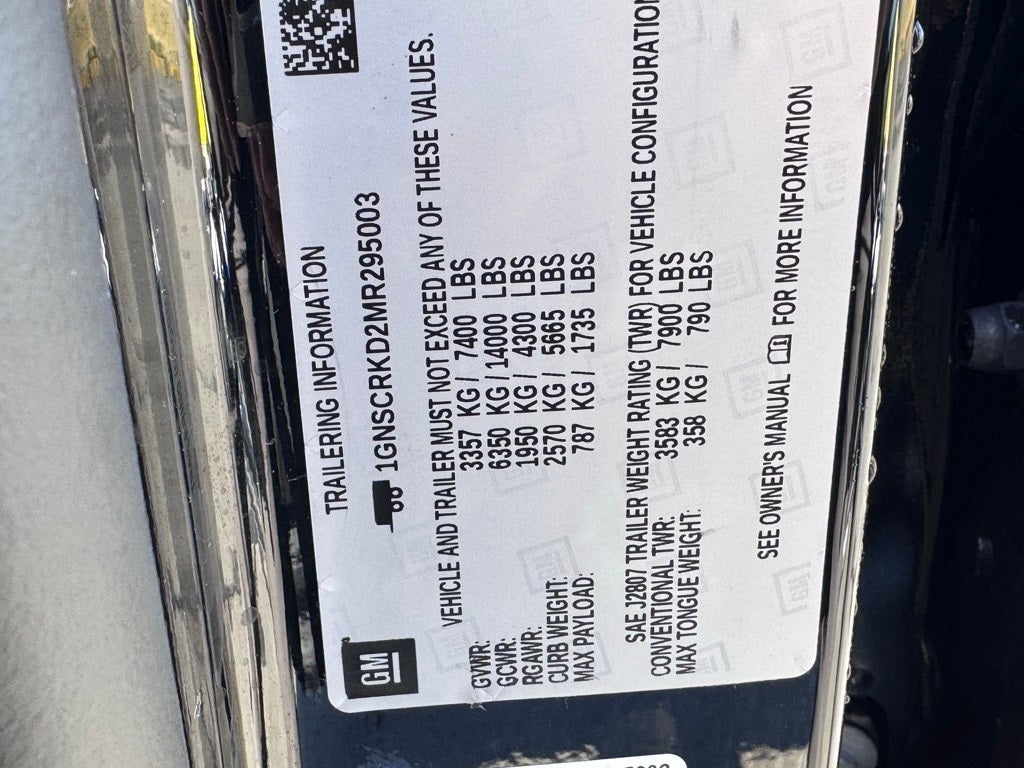 GM
TRAILERING INFORMATION
1GNSCRKD2MR295003
VEHICLE AND TRAILER MUST NOT EXCEED ANY OF THESE VALUES.
GVWR: 3357 KG / 7400 LBS
GCWR: 6350 KG / 14000 LBS
RGAWR: 1950 KG / 4300 LBS
CURB WEIGHT: 2570 KG / 5665 LBS
MAX PAYLOAD: 787 KG / 1735 LBS
SAE J2807 TRAILER WEIGHT RATING (TWR) FOR VEHICLE CONFIGURATION
CONVENTIONAL TWR: 3583 KG / 7900 LBS
MAX TONGUE WEIGHT: 358 KG / 790 LBS
SEE OWNER'S MANUAL FOR MORE INFORMATION